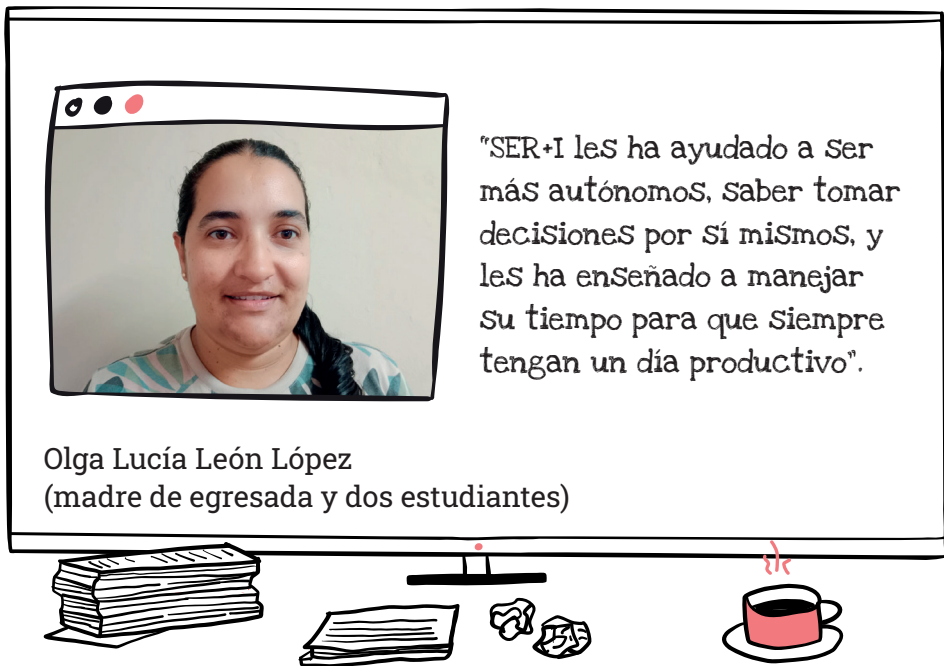 "SER+I les ha ayudado a ser
más autónomos, saber tomar
decisiones por sí mismos, y
les ha enseñado a manejar
su tiempo para que siempre
tengan un día productivo".
Olga Lucía León López
(madre de egresada y dos estudiantes)